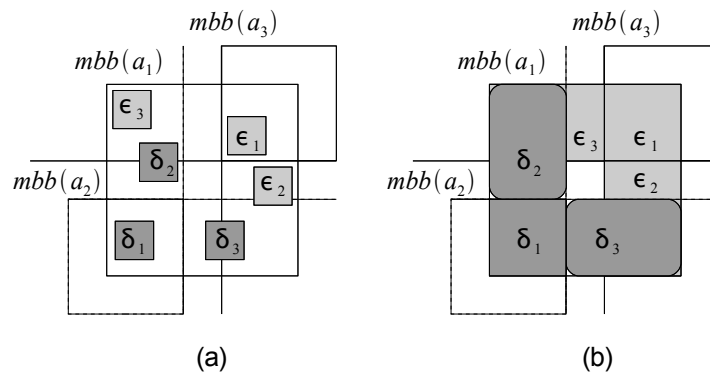 mbb(a₃) mbb(a₃)
mbb(a₁) mbb(a₁)
ϵ₃ ϵ₁ ϵ₃ ϵ₁
δ₂ δ₂
mbb(a₂) ϵ₂ mbb(a₂) ϵ₂
δ₁ δ₃ δ₁ δ₃
(a) (b)